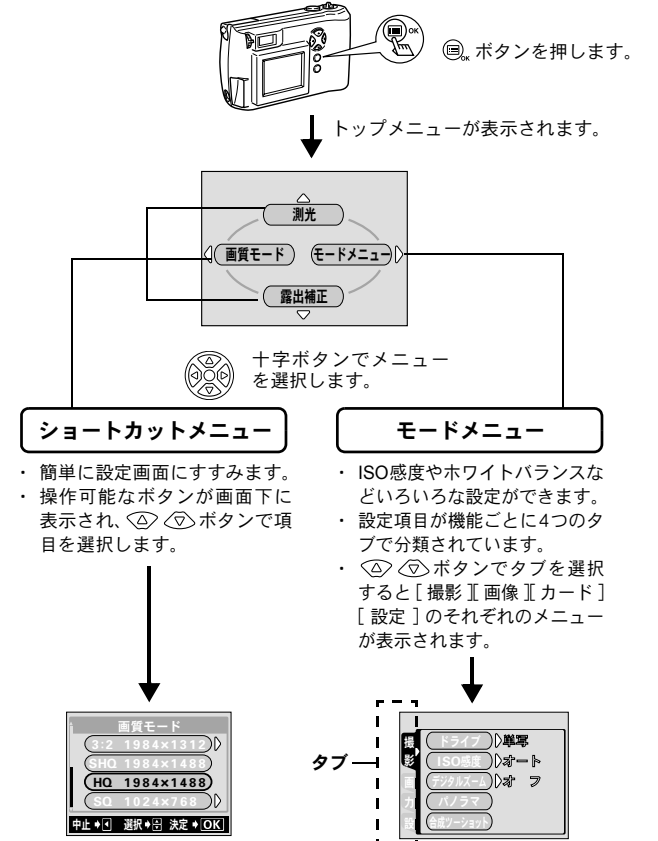 OK
OK ボタンを押します。
トップメニューが表示されます。
測光
画質モード モードメニュー
露出補正
十字ボタンでメニュー
を選択します。
ショートカットメニュー
・ 簡単に設定画面にすすみます。
・ 操作可能なボタンが画面下に
表示され、ボタンで項
目を選択します。
モードメニュー
・ ISO感度やホワイトバランスな
どいろいろな設定ができます。
・ 設定項目が機能ごとに4つのタ
ブで分類されています。
・ ボタンでタブを選択
すると[ 撮影 ][ 画像 ][ カード ]
[ 設定 ]のそれぞれのメニュー
が表示されます。
画質モード
3:2 1984×1312
SHQ 1984×1488
HQ 1984×1488
SQ 1024×768
中止 選択 決定 OK
タブ
撮影
画
カ
設
ドライブ 単写
ISO感度 オート
デジタルズーム オフ
パノラマ
合成ツーショット